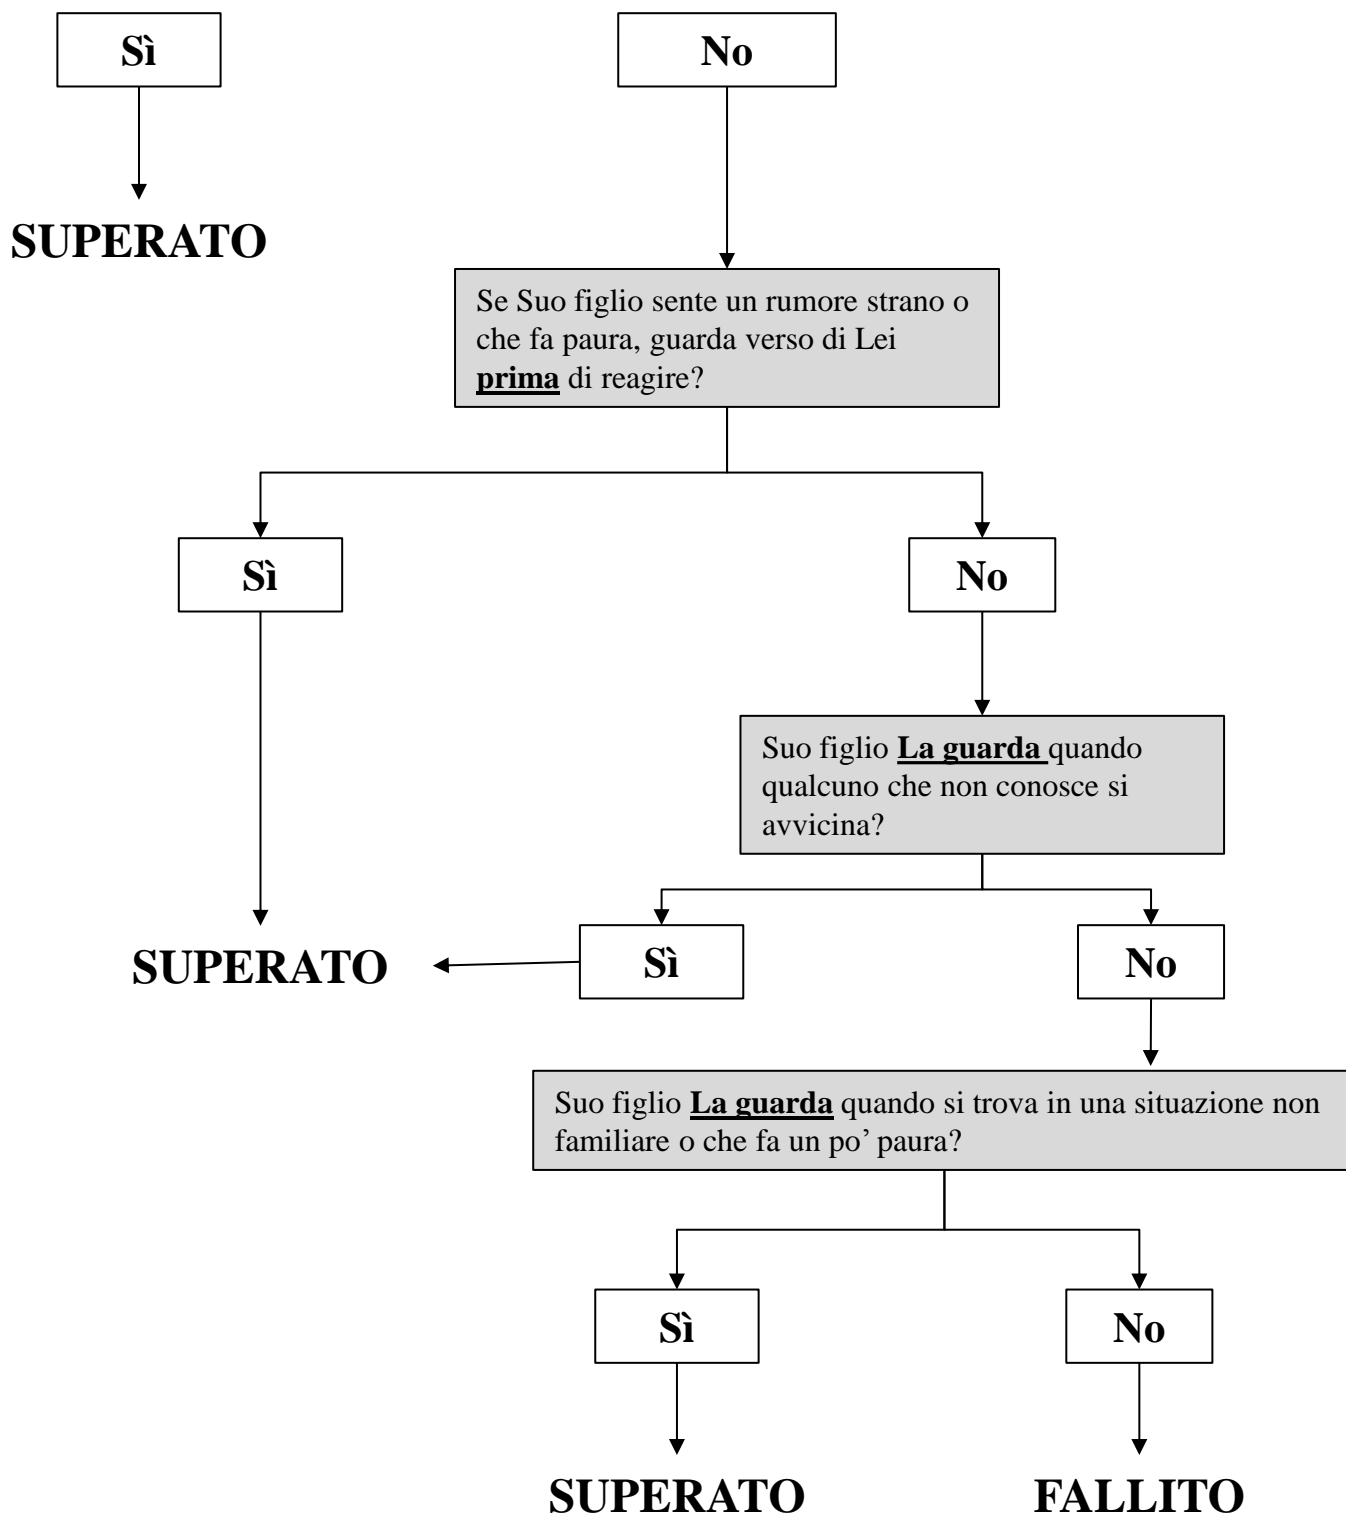 Sì
No
SUPERATO
Se Suo figlio sente un rumore strano o
che fa paura, guarda verso di Lei
prima di reagire?
Sì
No
Suo figlio La guarda quando
qualcuno che non conosce si
avvicina?
SUPERATO
Sì
No
Suo figlio La guarda quando si trova in una situazione non
familiare o che fa un po’ paura?
Sì
No
SUPERATO
FALLITO